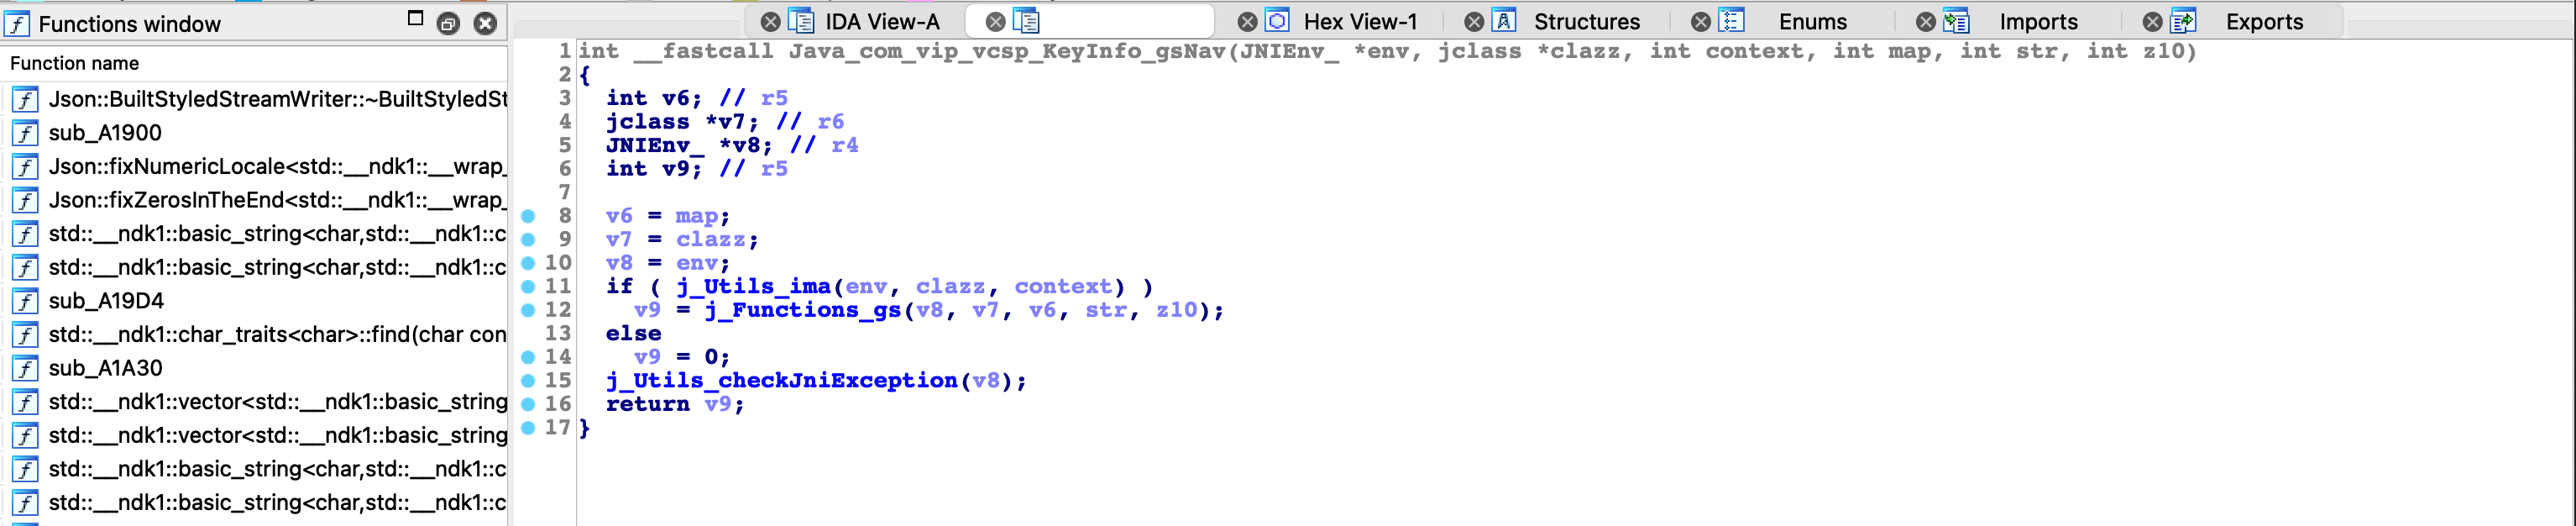 Functions window
IDA View-A
Hex View-1
Structures
Enums
Imports
Exports
Function name
Json::BuiltStyledStreamWriter::~BuiltStyledSt
sub_A1900
Json::fixNumericLocale<std::__ndk1::__wrap_
Json::fixZerosInTheEnd<std::__ndk1::__wrap_
std::__ndk1::basic_string<char,std::__ndk1::c
std::__ndk1::basic_string<char,std::__ndk1::c
sub_A19D4
std::__ndk1::char_traits<char>::find(char con
sub_A1A30
std::__ndk1::vector<std::__ndk1::basic_string
std::__ndk1::vector<std::__ndk1::basic_string
std::__ndk1::basic_string<char,std::__ndk1::c
std::__ndk1::basic_string<char,std::__ndk1::c
1 int __fastcall Java_com_vip_vcsp_KeyInfo_gsNav(JNIEnv_ *env, jclass *clazz, int context, int map, int str, int z10)
2 {
3 int v6; // r5
4 jclass *v7; // r6
5 JNIEnv_ *v8; // r4
6 int v9; // r5
7
8 v6 = map;
9 v7 = clazz;
10 v8 = env;
11 if ( j_Utils_ima(env, clazz, context) )
12 v9 = j_Functions_gs(v8, v7, v6, str, z10);
13 else
14 v9 = 0;
15 j_Utils_checkJniException(v8);
16 return v9;
17 }